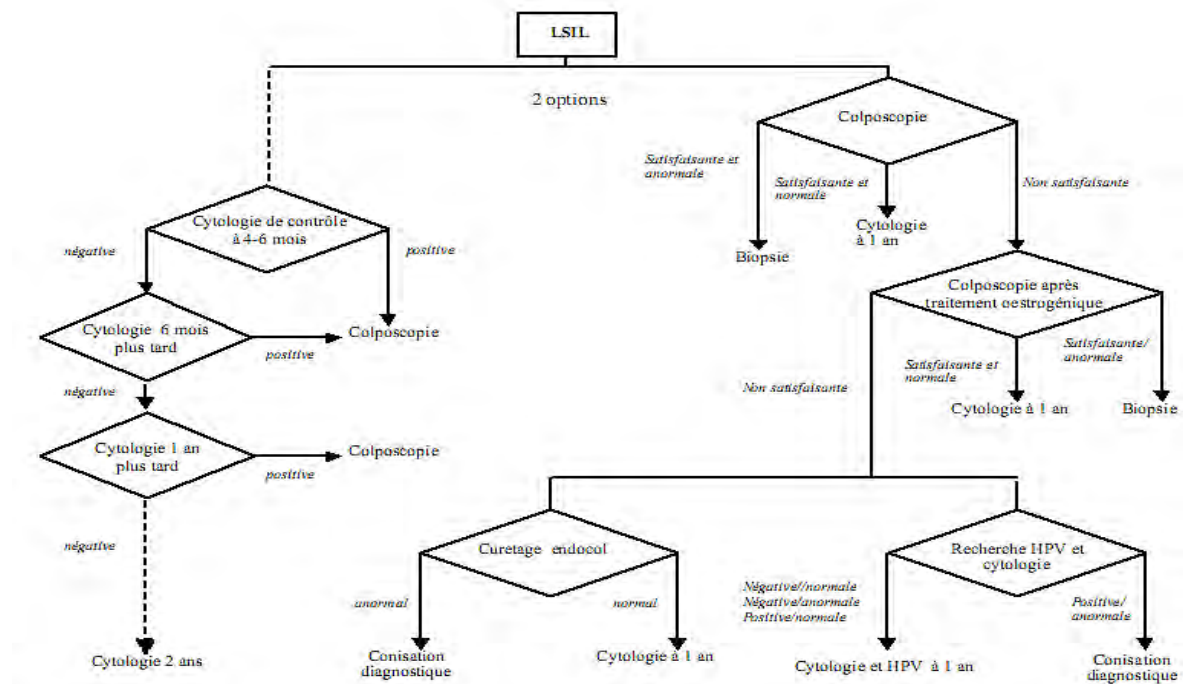 LSIL
2 options
Colposcopie
Satisfaisante et
anormale
Satisfaisante et
normale
Non satisfaisante
Cytologie de contrôle
à 4-6 mois
négative
positive
Biopsie
Cytologie
à 1 an
Colposcopie après
traitement oestrogénique
Cytologie 6 mois
plus tard
positive
Colposcopie
Non satisfaisante
Satisfaisante et
normale
Satisfaisante/
anormale
négative
Cytologie à 1 an
Biopsie
Cytologie 1 an
plus tard
positive
Colposcopie
négative
Curetage endocol
Recherche HPV et
cytologie
anormal
normal
Négative//normale
Négative/anormale
Positive/normale
Positive/
anormale
Cytologie 2 ans
Conisation
diagnostique
Cytologie à 1 an
Cytologie et HPV à 1 an
Conisation
diagnostique